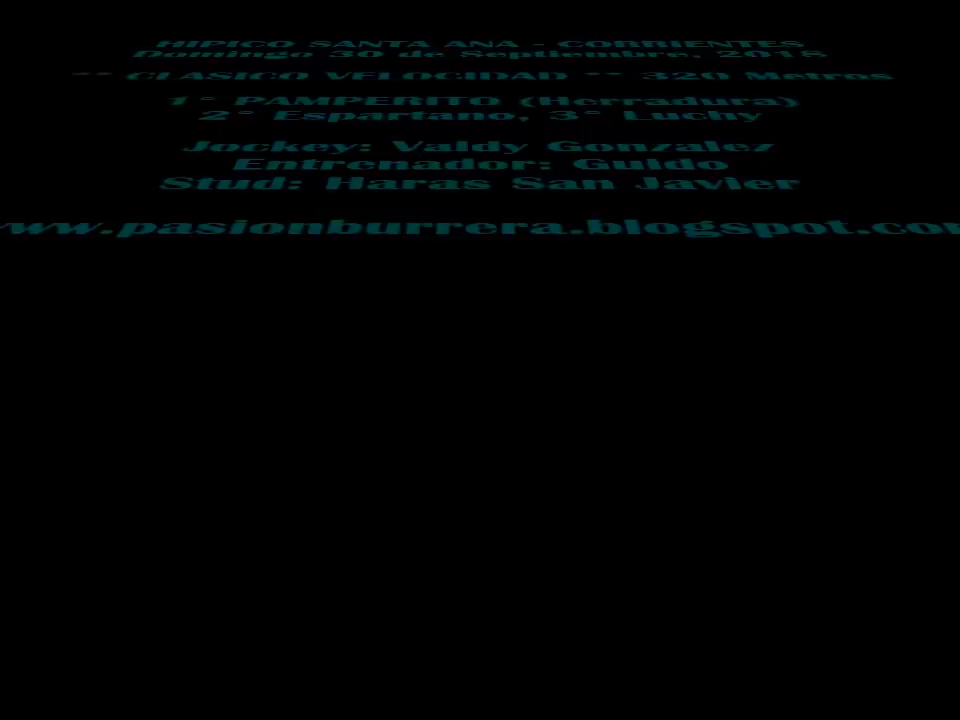 HIPICO SANTA ANA - CORRIENTES
Domingo 30 de Septiembre, 2018
** CLASICO VELOCIDAD ** 320 Metros
1° PAMPERITO (Herradura)
2° Espartano, 3° Luchy
Jockey: Valdy Gonzalez
Entrenador: Guido
Stud: Haras San Javier
www.pasionburrera.blogspot.com